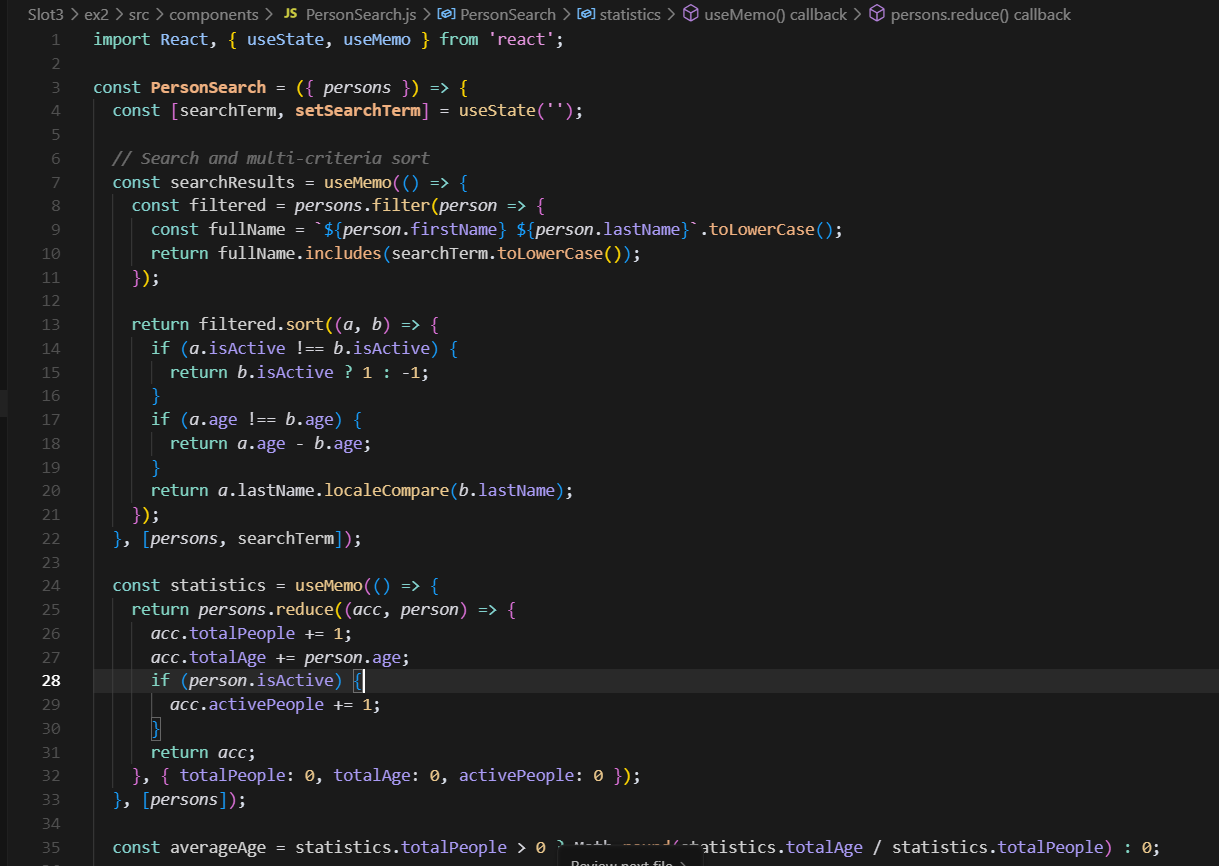 Slot3 > ex2 > src > components > JS PersonSearch.js > PersonSearch > statistics > useMemo() callback > persons.reduce() callback
1 import React, { useState, useMemo } from 'react';
2
3 const PersonSearch = ({ persons }) => {
4   const [searchTerm, setSearchTerm] = useState('');
5
6   // Search and multi-criteria sort
7   const searchResults = useMemo(() => {
8     const filtered = persons.filter(person => {
9       const fullName = `${person.firstName} ${person.lastName}`.toLowerCase();
10       return fullName.includes(searchTerm.toLowerCase());
11     });
12
13     return filtered.sort((a, b) => {
14       if (a.isActive !== b.isActive) {
15         return b.isActive ? 1 : -1;
16       }
17       if (a.age !== b.age) {
18         return a.age - b.age;
19       }
20       return a.lastName.localeCompare(b.lastName);
21     });
22   }, [persons, searchTerm]);
23
24   const statistics = useMemo(() => {
25     return persons.reduce((acc, person) => {
26       acc.totalPeople += 1;
27       acc.totalAge += person.age;
28       if (person.isActive) {
29         acc.activePeople += 1;
30       }
31       return acc;
32     }, { totalPeople: 0, totalAge: 0, activePeople: 0 });
33   }, [persons]);
34
35   const averageAge = statistics.totalPeople > 0 ? Math.round(statistics.totalAge / statistics.totalPeople) : 0;
Review next file >